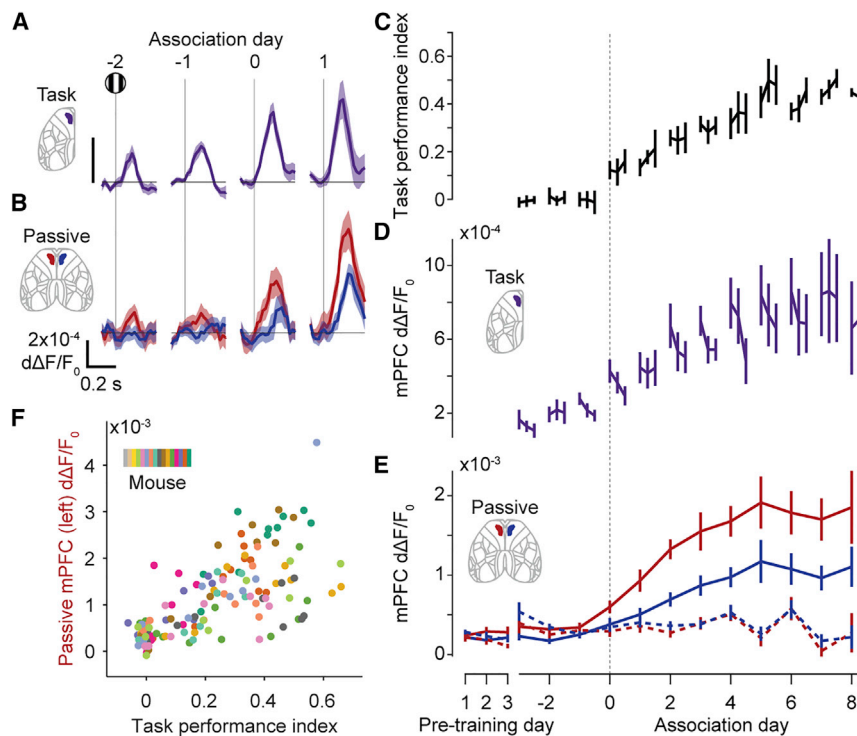 A
Association day
-2 -1 0 1
Task
B
Passive
2x10-4
dΔF/F0
0.2 s
C
Task performance index
0.6
0.4
0.2
0
D
x10-4
Task
mPFC dΔF/F0
10
6
2
E
x10-3
Passive
mPFC dΔF/F0
2
1
0
1 2 3 -2 0 2 4 6 8
Pre-training day Association day
F
x10-3
Mouse
Passive mPFC (left) dΔF/F0
4
3
2
1
0
0 0.2 0.4 0.6
Task performance index